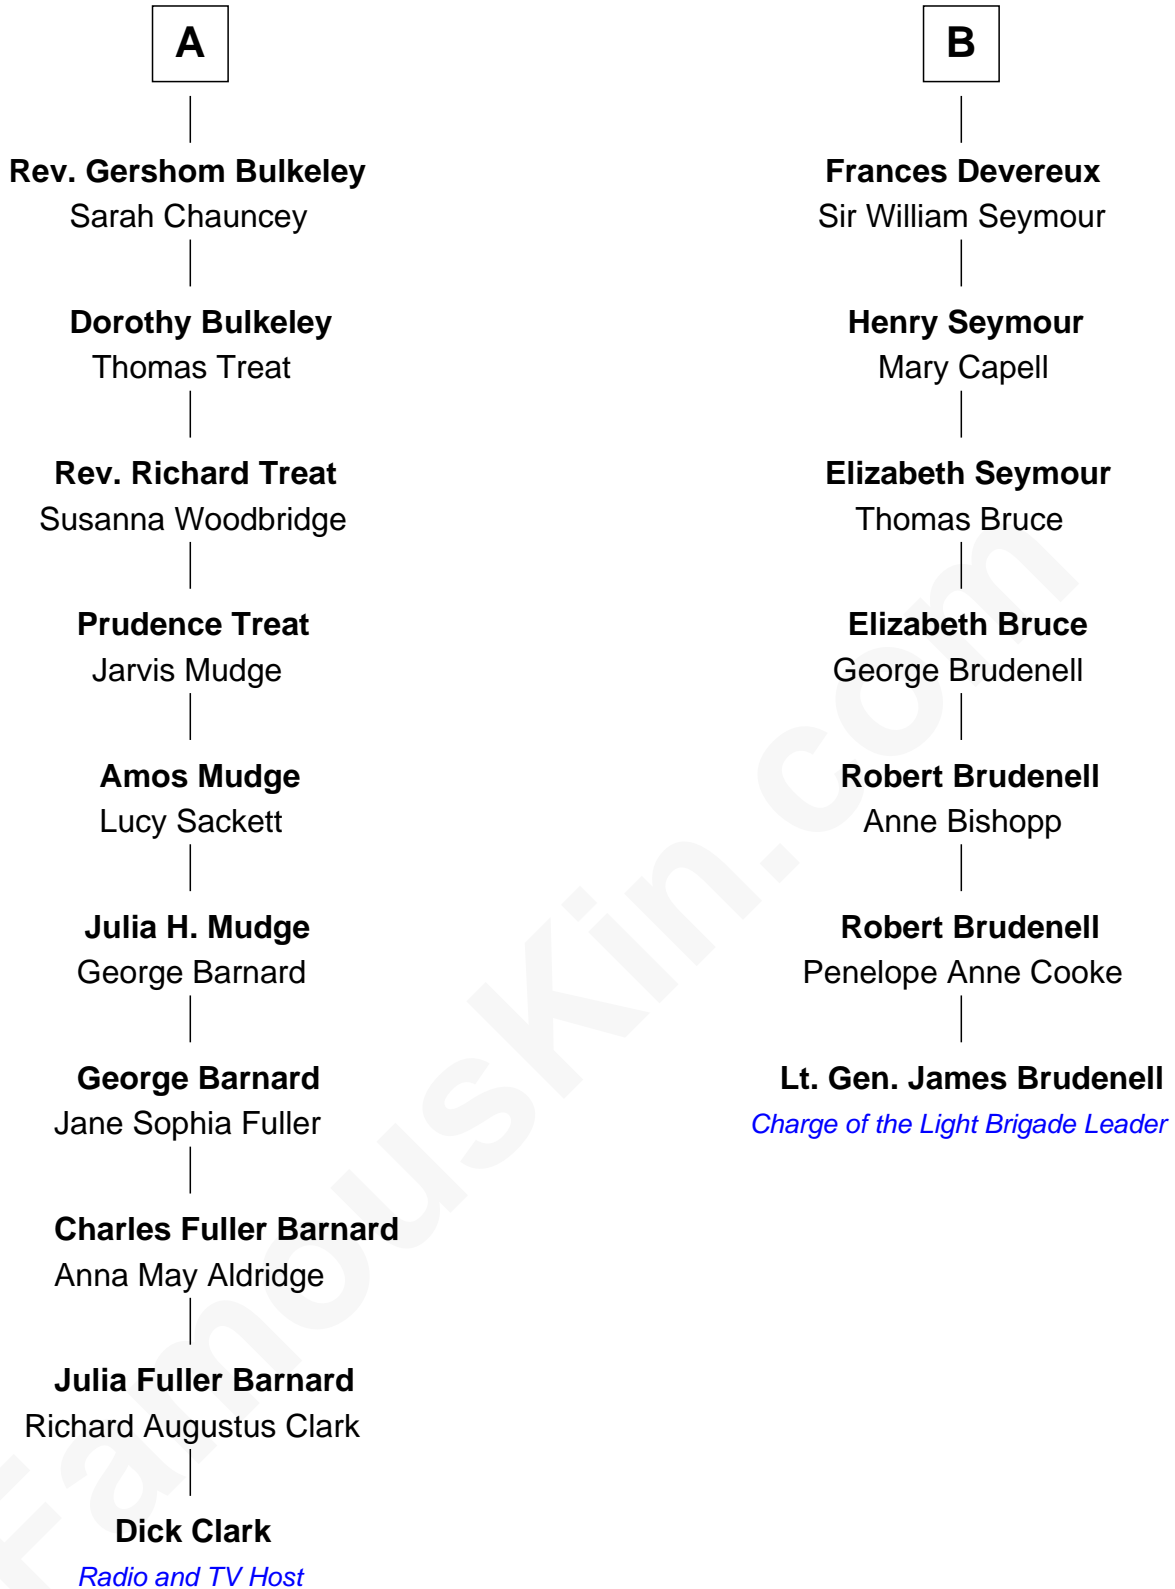 A
Rev. Gershom Bulkeley
Sarah Chauncey
Dorothy Bulkeley
Thomas Treat
Rev. Richard Treat
Susanna Woodbridge
Prudence Treat
Jarvis Mudge
Amos Mudge
Lucy Sackett
Julia H. Mudge
George Barnard
George Barnard
Jane Sophia Fuller
Charles Fuller Barnard
Anna May Aldridge
Julia Fuller Barnard
Richard Augustus Clark
Dick Clark
Radio and TV Host
B
Frances Devereux
Sir William Seymour
Henry Seymour
Mary Capell
Elizabeth Seymour
Thomas Bruce
Elizabeth Bruce
George Brudenell
Robert Brudenell
Anne Bishopp
Robert Brudenell
Penelope Anne Cooke
Lt. Gen. James Brudenell
Charge of the Light Brigade Leader
FamousKin.com